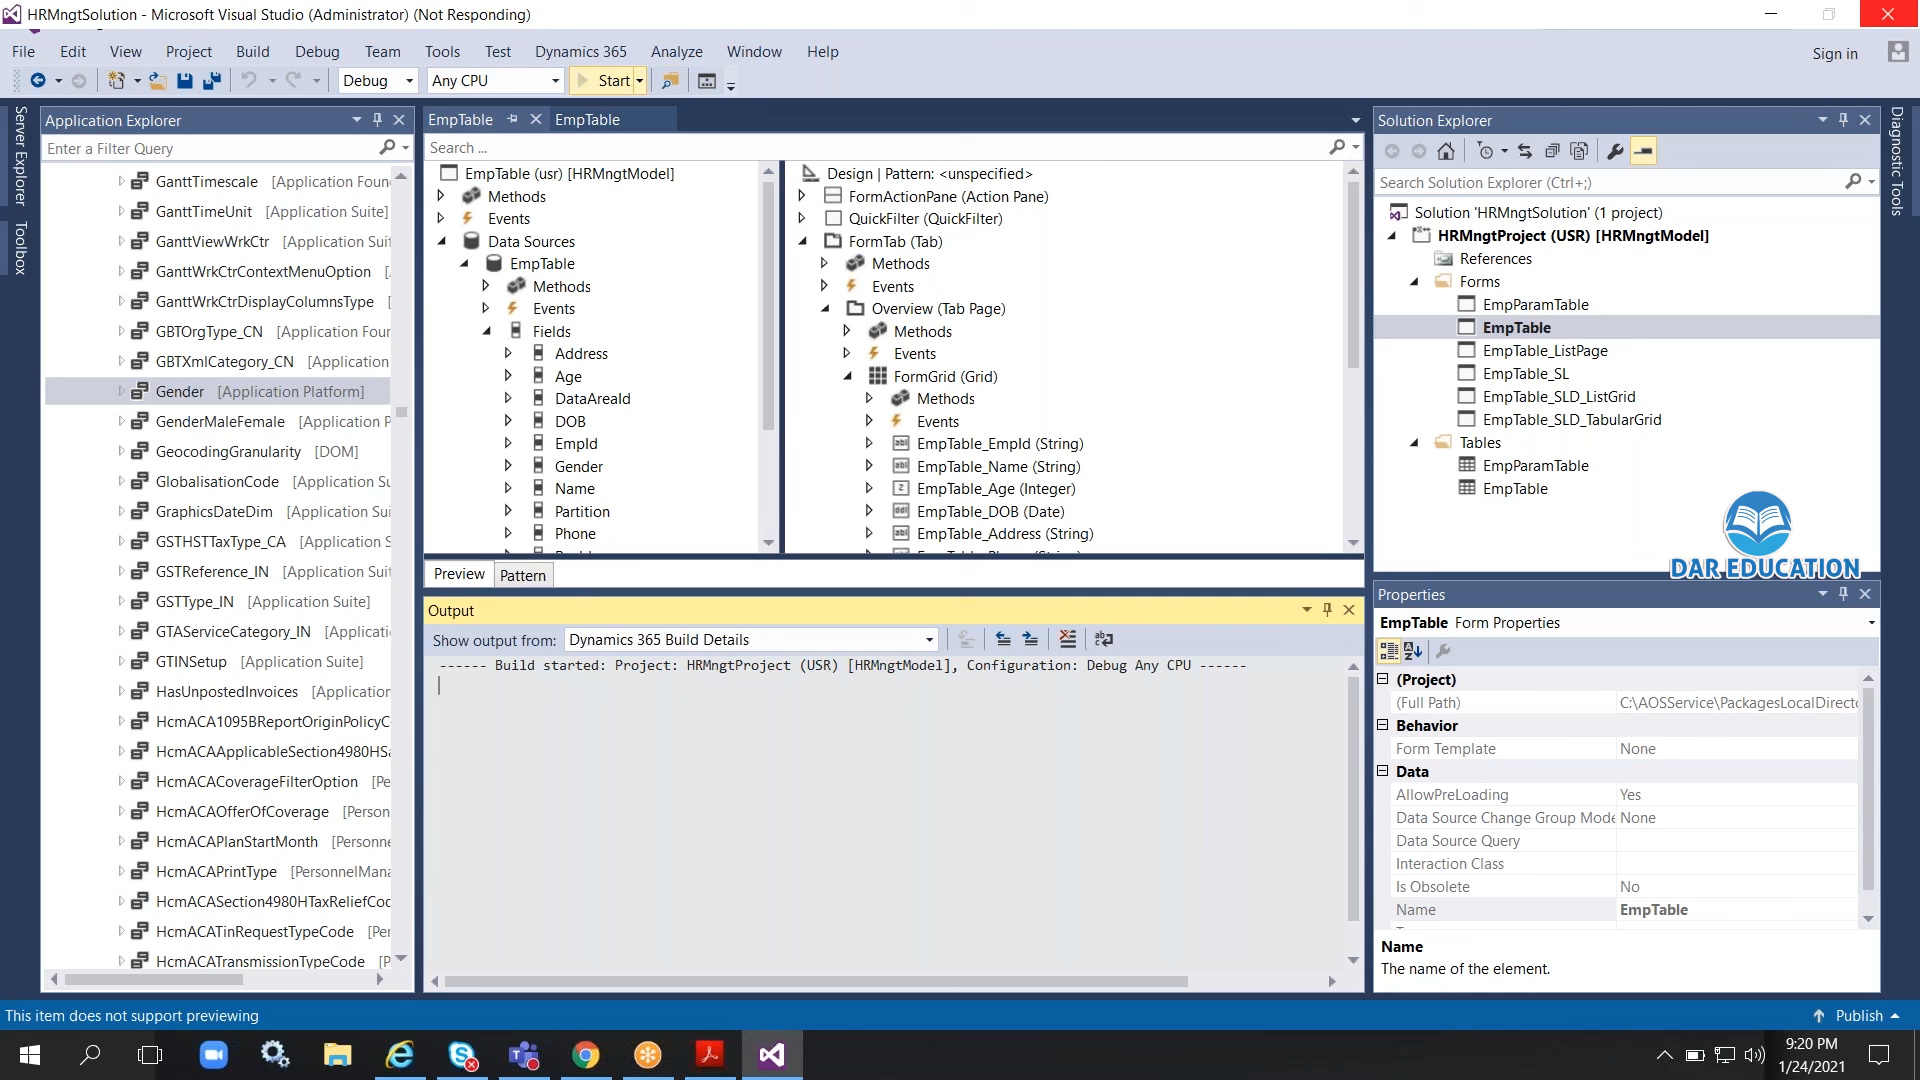 HRMngtSolution - Microsoft Visual Studio (Administrator) (Not Responding)
File Edit View Project Build Debug Team Tools Test Dynamics 365 Analyze Window Help
Sign in
Debug Any CPU Start
Server Explorer
Toolbox
Application Explorer
Enter a Filter Query
GanttTimescale [Application Foun
GanttTimeUnit [Application Suite]
GanttViewWrkCtr [Application Suit
GanttWrkCtrContextMenuOption [
GanttWrkCtrDisplayColumnsType [
GBTOrgType_CN [Application Four
GBTXmlCategory_CN [Application
Gender [Application Platform]
GenderMaleFemale [Application P
GeocodingGranularity [DOM]
GlobalisationCode [Application Su
GraphicsDateDim [Application Sui
GSTHSTTaxType_CA [Application S
GSTReference_IN [Application Suit
GSTType_IN [Application Suite]
GTAServiceCategory_IN [Applicati
GTINSetup [Application Suite]
HasUnpostedInvoices [Application
HcmACA1095BReportOriginPolicyC
HcmACAApplicableSection4980HSa
HcmACACoverageFilterOption [Pe
HcmACAOfferOfCoverage [Person
HcmACAPlanStartMonth [Personne
HcmACAPrintType [PersonnelMana
HcmACASection4980HTaxReliefCod
HcmACATinRequestTypeCode [Per
HcmACATransmissionTypeCode [P
EmpTable EmpTable
Search ...
EmpTable (usr) [HRMngtModel]
Methods
Events
Data Sources
EmpTable
Methods
Events
Fields
Address
Age
DataAreaId
DOB
EmpId
Gender
Name
Partition
Phone
Design | Pattern: <unspecified>
FormActionPane (Action Pane)
QuickFilter (QuickFilter)
FormTab (Tab)
Methods
Events
Overview (Tab Page)
Methods
Events
FormGrid (Grid)
Methods
Events
EmpTable_EmpId (String)
EmpTable_Name (String)
EmpTable_Age (Integer)
EmpTable_DOB (Date)
EmpTable_Address (String)
Preview Pattern
Output
Show output from: Dynamics 365 Build Details
------ Build started: Project: HRMngtProject (USR) [HRMngtModel], Configuration: Debug Any CPU ------
Solution Explorer
Search Solution Explorer (Ctrl+;)
Solution 'HRMngtSolution' (1 project)
HRMngtProject (USR) [HRMngtModel]
References
Forms
EmpParamTable
EmpTable
EmpTable_ListPage
EmpTable_SL
EmpTable_SLD_ListGrid
EmpTable_SLD_TabularGrid
Tables
EmpParamTable
EmpTable
DAR EDUCATION
Diagnostic Tools
Properties
EmpTable Form Properties
(Project)
(Full Path) C:\AOSService\PackagesLocalDirecto
Behavior
Form Template None
Data
AllowPreLoading Yes
Data Source Change Group Mode None
Data Source Query
Interaction Class
Is Obsolete No
Name EmpTable
Name
The name of the element.
This item does not support previewing
Publish
9:20 PM
1/24/2021